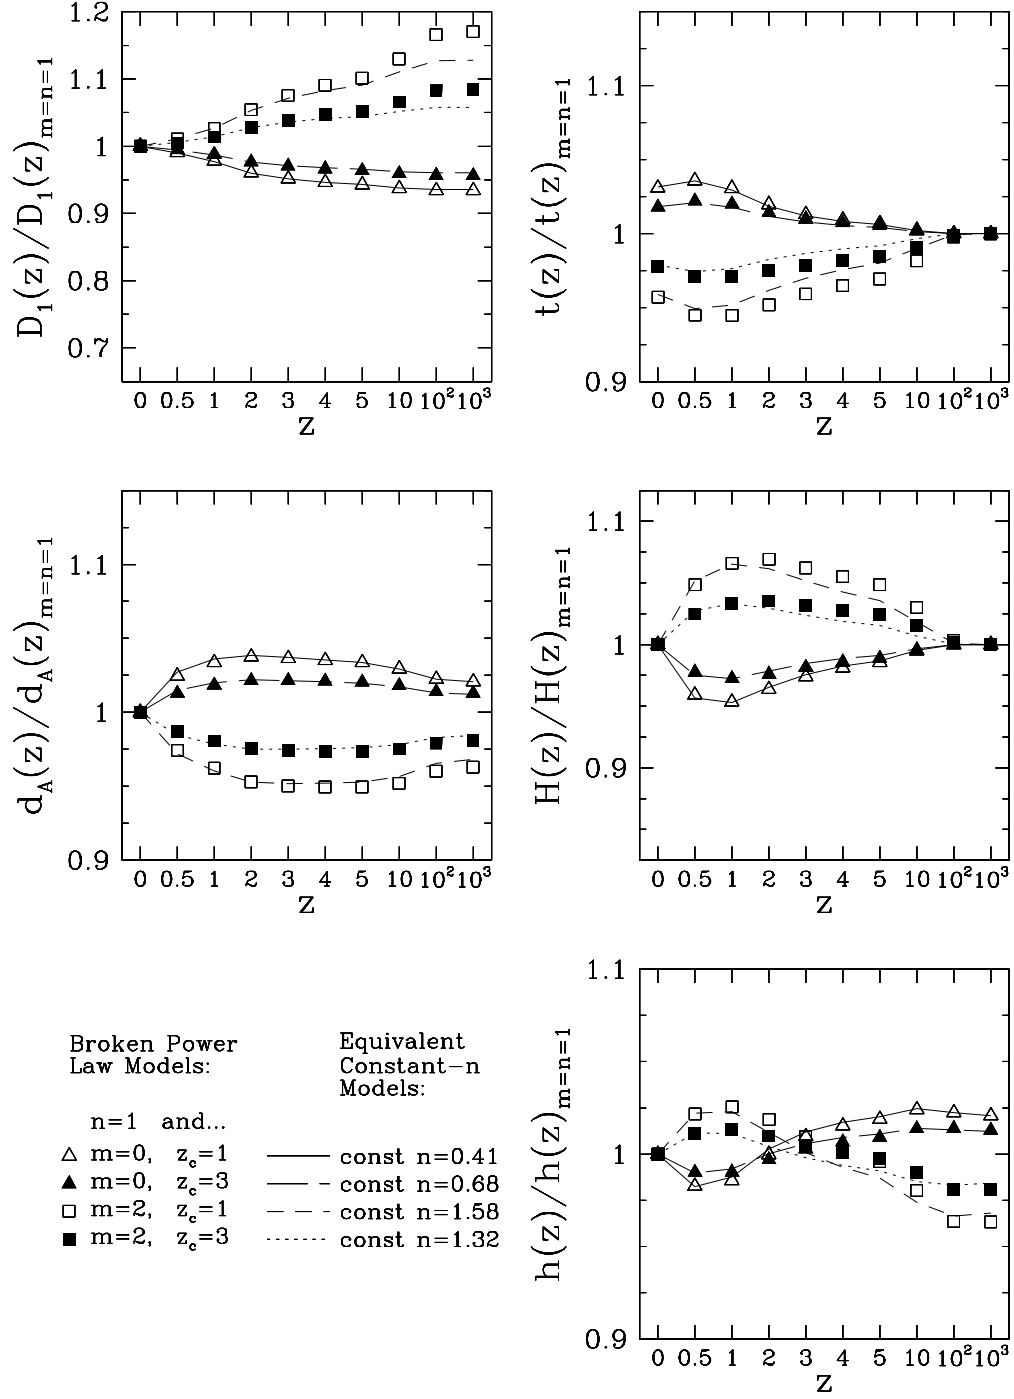 1.2
1.1
1
0.9
0.8
0.7
D₁(z)/D₁(z)ₘ₌ₙ₌₁
0 0.5 1 2 3 4 5 10 10² 10³
z
1.1
1
0.9
t(z)/t(z)ₘ₌ₙ₌₁
0 0.5 1 2 3 4 5 10 10² 10³
z
1.1
1
0.9
d_A(z)/d_A(z)ₘ₌ₙ₌₁
0 0.5 1 2 3 4 5 10 10² 10³
z
1.1
1
0.9
H(z)/H(z)ₘ₌ₙ₌₁
0 0.5 1 2 3 4 5 10 10² 10³
z
Broken Power
Law Models:
n=1 and...
m=0, z_c=1
m=0, z_c=3
m=2, z_c=1
m=2, z_c=3
Equivalent
Constant-n
Models:
const n=0.41
const n=0.68
const n=1.58
const n=1.32
1.1
1
0.9
h(z)/h(z)ₘ₌ₙ₌₁
0 0.5 1 2 3 4 5 10 10² 10³
z